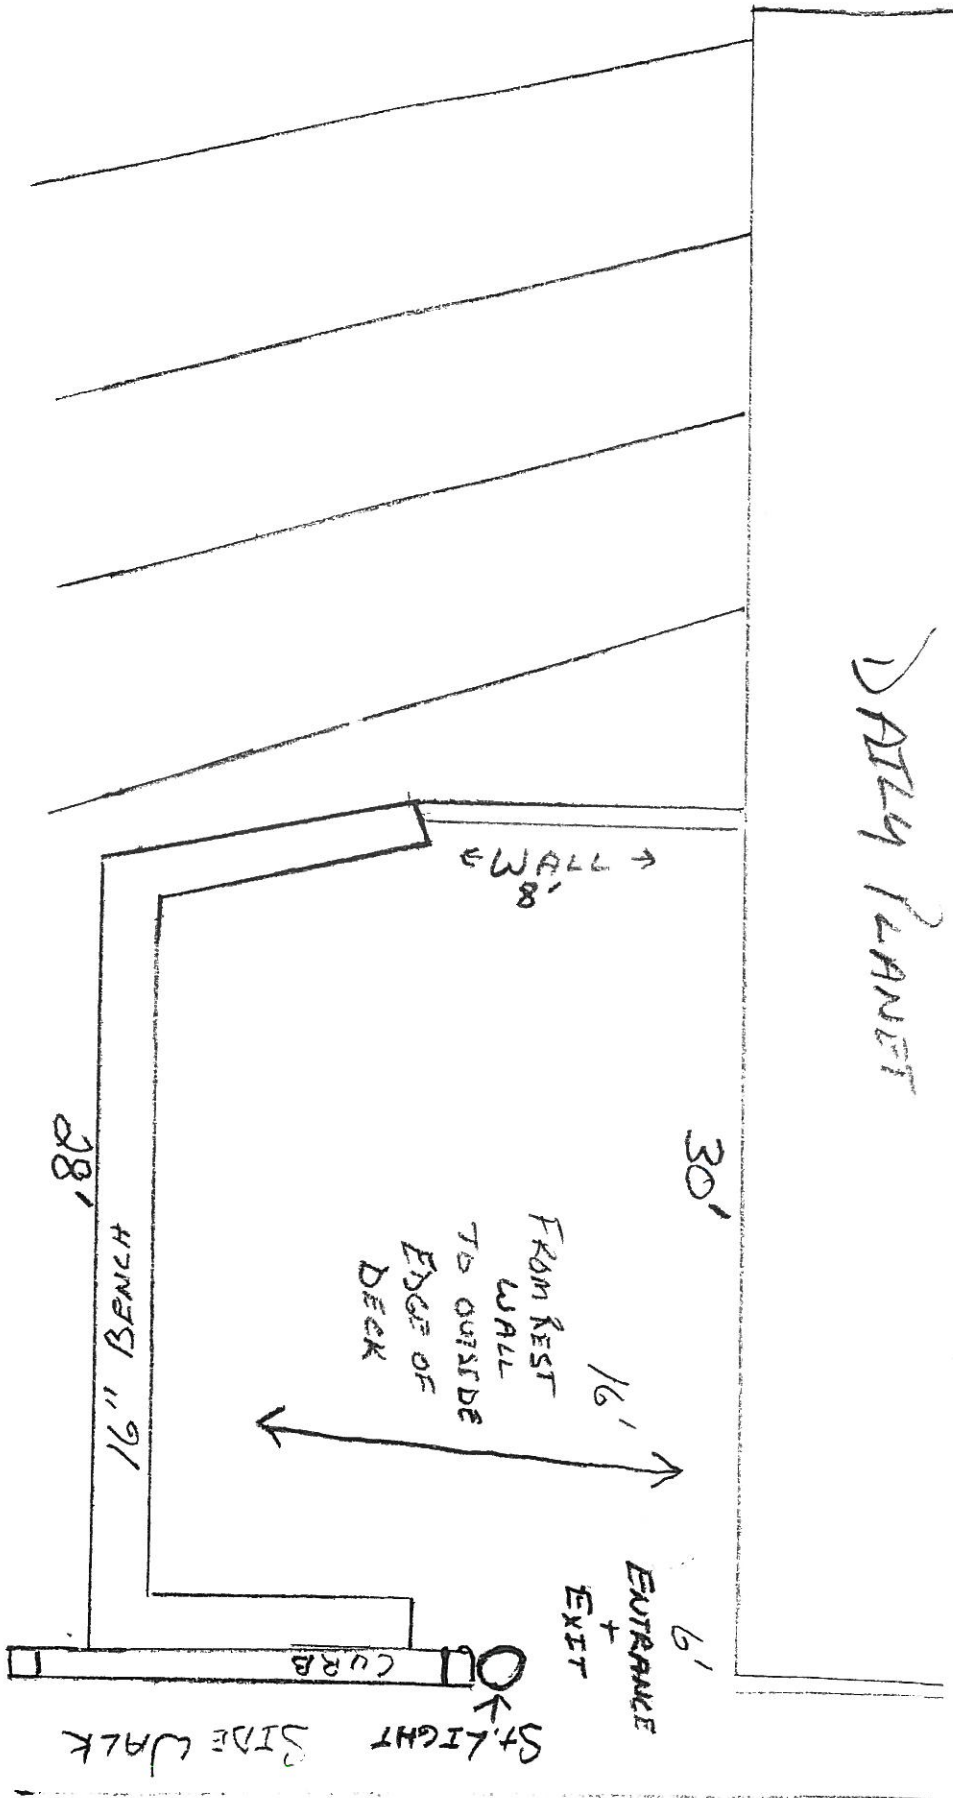 DAILY PLANET
← WALL →
8'
30'
28'
16" BENCH
16'
FROM REST
WALL
TO OUTSIDE
EDGE OF
DECK
6'
ENTRANCE
+
EXIT
CURB
St. LIGHT
SIDE WALK